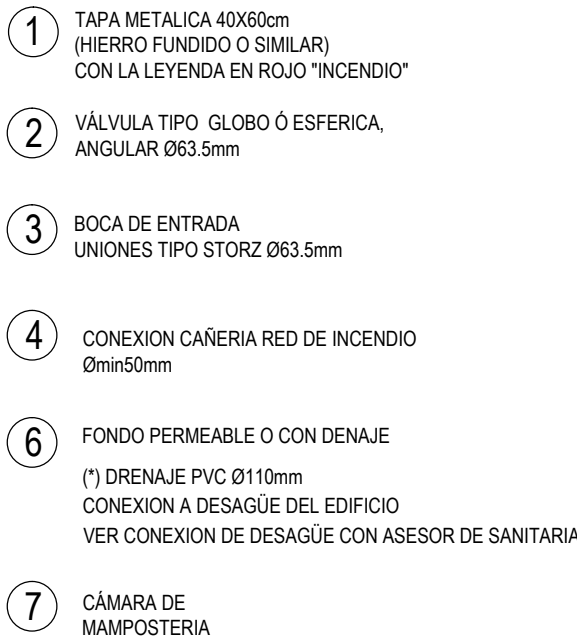 1
TAPA METALICA 40X60cm
(HIERRO FUNDIDO O SIMILAR)
CON LA LEYENDA EN ROJO "INCENDIO"
2
VÁLVULA TIPO GLOBO Ó ESFERICA,
ANGULAR Ø63.5mm
3
BOCA DE ENTRADA
UNIONES TIPO STORZ Ø63.5mm
4
CONEXION CAÑERIA RED DE INCENDIO
Ømin50mm
6
FONDO PERMEABLE O CON DENAJE
(*) DRENAJE PVC Ø110mm
CONEXION A DESAGÜE DEL EDIFICIO
VER CONEXION DE DESAGÜE CON ASESOR DE SANITARIA
7
CÁMARA DE
MAMPOSTERIA